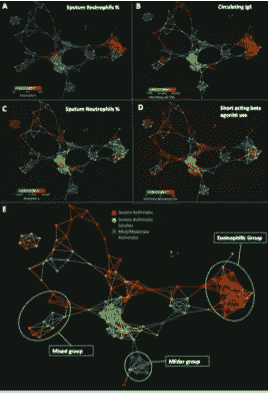 A
Sputum Eosinophils %
B
Circulating IgE
C
Sputum Neutrophils %
D
Short acting beta
agonist use
E
Severe Asthmatics
Severe Asthmatic
Smoker
Mild/Moderate
Asthmatic
Eosinophilic Group
Mixed group
Milder group